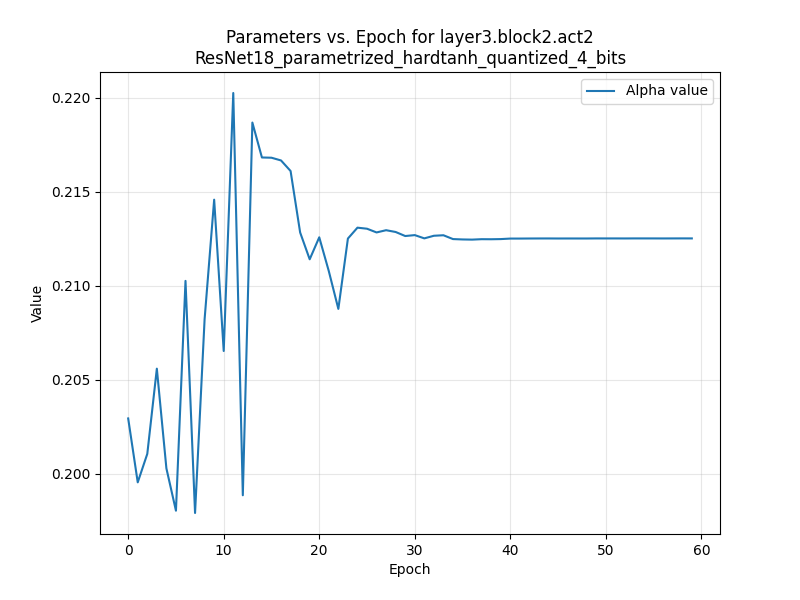 Parameters vs. Epoch for layer3.block2.act2
ResNet18_parametrized_hardtanh_quantized_4_bits
Alpha value
0.220
0.215
0.210
0.205
0.200
Value
0
10
20
30
40
50
60
Epoch